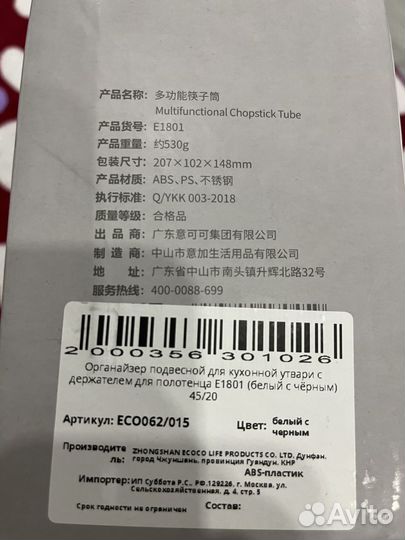 产品名称: 多功能筷子筒
Multifunctional Chopstick Tube
产品货号: E1801
产品重量: 约530g
包装尺寸: 207×102×148mm
产品材质: ABS、PS、不锈钢
执行标准: Q/YKK 003-2018
质量等级: 合格品
出品商: 广东意可可集团有限公司
制造商: 中山市意加生活用品有限公司
地址: 广东省中山市南头镇升辉北路32号
服务热线: 400-0088-699
2 000356 301026
Органайзер подвесной для кухонной утвари с
держателем для полотенца E1801 (белый с чёрным)
45/20
Артикул: ECO062/015 Цвет: белый с
черным
Производите
ль: ZHONGSHAN ECOCO LIFE PRODUCTS CO. LTD, Дунфан.
город Чжуншань, провинция Гуандун. КНР
ABS-пластик
Импортер: ИП Суббота Р.С., РФ.129226, г. Москва, ул.
Сельскохозяйственная, д. 4, стр. 5
Срок годности не ограничен Состав:
Avito